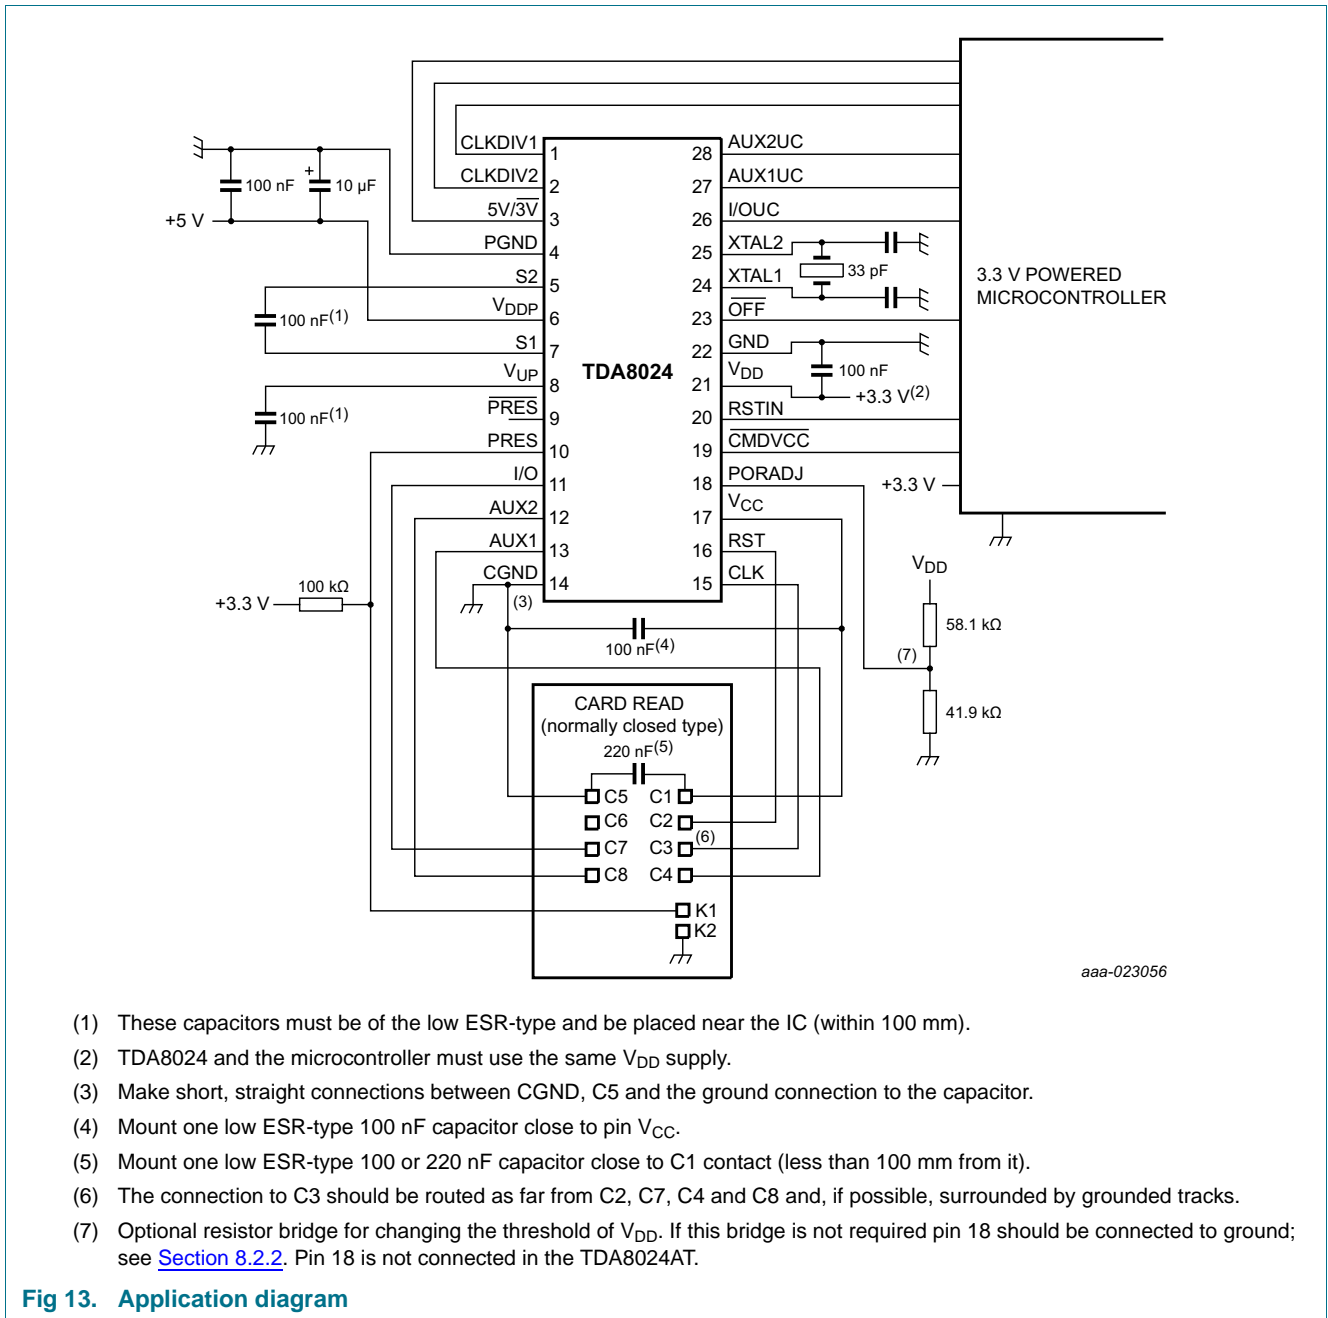 CLKDIV1
1
CLKDIV2
2
5V/3V
3
PGND
4
S2
5
VDDP
6
S1
7
VUP
8
PRES
9
PRES
10
I/O
11
AUX2
12
AUX1
13
CGND
14
(3)
TDA8024
28
AUX2UC
27
AUX1UC
26
I/OUC
25
XTAL2
24
XTAL1
23
OFF
22
GND
21
VDD
20
RSTIN
19
CMDVCC
18
PORADJ
17
VCC
16
RST
15
CLK
100 nF
+
10 µF
+5 V
100 nF(1)
100 nF(1)
33 pF
100 nF
+3.3 V(2)
3.3 V POWERED
MICROCONTROLLER
+3.3 V
VDD
58.1 kΩ
(7)
41.9 kΩ
100 kΩ
+3.3 V
100 nF(4)
CARD READ
(normally closed type)
220 nF(5)
C5 C1
C6 C2
(6)
C7 C3
C8 C4
K1
K2
aaa-023056
(1) These capacitors must be of the low ESR-type and be placed near the IC (within 100 mm).
(2) TDA8024 and the microcontroller must use the same VDD supply.
(3) Make short, straight connections between CGND, C5 and the ground connection to the capacitor.
(4) Mount one low ESR-type 100 nF capacitor close to pin VCC.
(5) Mount one low ESR-type 100 or 220 nF capacitor close to C1 contact (less than 100 mm from it).
(6) The connection to C3 should be routed as far from C2, C7, C4 and C8 and, if possible, surrounded by grounded tracks.
(7) Optional resistor bridge for changing the threshold of VDD. If this bridge is not required pin 18 should be connected to ground;
see Section 8.2.2. Pin 18 is not connected in the TDA8024AT.
Fig 13. Application diagram